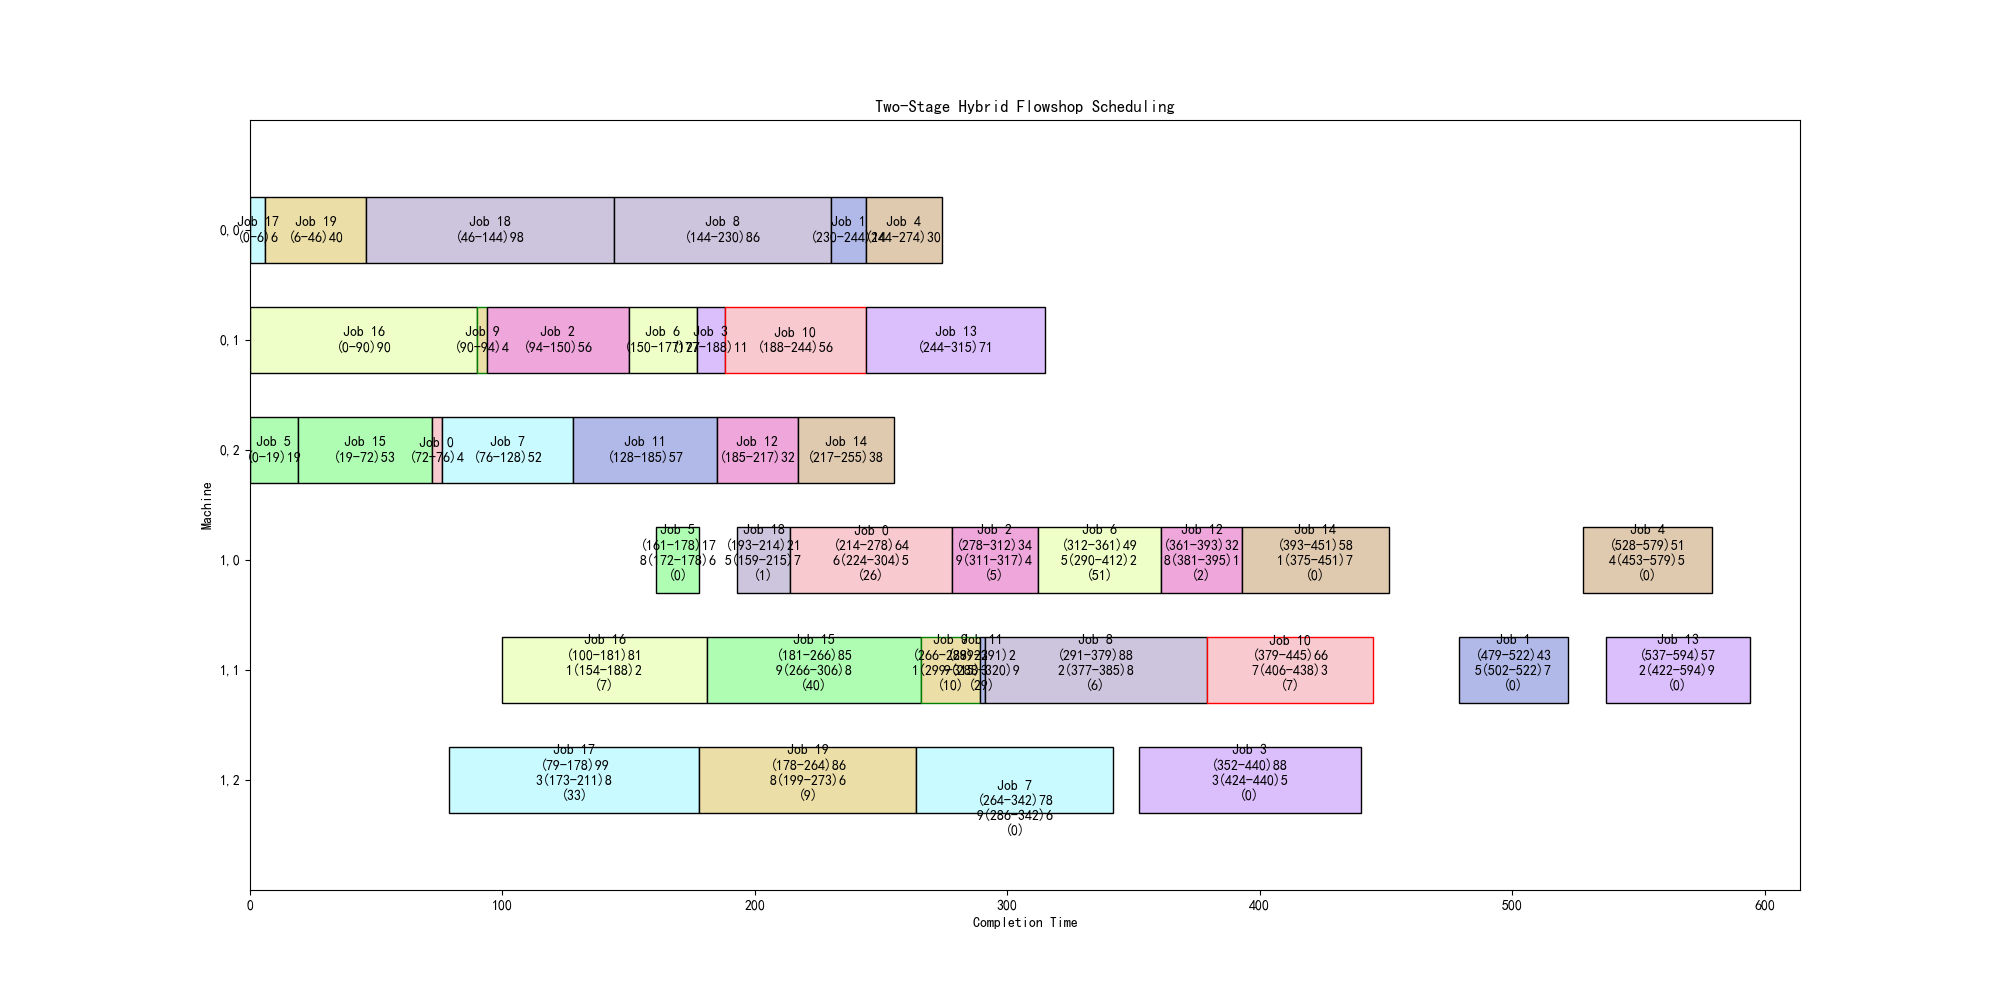 Two-Stage Hybrid Flowshop Scheduling
Machine
0,0
Job 17
(0-6)6
Job 19
(6-46)40
Job 18
(46-144)98
Job 8
(144-230)86
Job 1
(230-244)14
Job 4
(244-274)30
0,1
Job 16
(0-90)90
Job 9
(90-94)4
Job 2
(94-150)56
Job 6
(150-177)27
Job 3
(177-188)11
Job 10
(188-244)56
Job 13
(244-315)71
0,2
Job 5
(0-19)19
Job 15
(19-72)53
Job 0
(72-76)4
Job 7
(76-128)52
Job 11
(128-185)57
Job 12
(185-217)32
Job 14
(217-255)38
1,0
Job 5
(161-178)17
8(172-178)6
(0)
Job 18
(193-214)21
5(159-215)7
(1)
Job 0
(214-278)64
6(224-304)5
(26)
Job 2
(278-312)34
9(311-317)4
(5)
Job 6
(312-361)49
5(290-412)2
(51)
Job 12
(361-393)32
8(381-395)1
(2)
Job 14
(393-451)58
1(375-451)7
(0)
Job 4
(528-579)51
4(453-579)5
(0)
1,1
Job 16
(100-181)81
1(154-188)2
(7)
Job 15
(181-266)85
9(266-306)8
(40)
Job 9
(10)
Job 11
(29)
Job 8
(291-379)88
2(377-385)8
(6)
Job 10
(379-445)66
7(406-438)3
(7)
Job 1
(479-522)43
5(502-522)7
(0)
Job 13
(537-594)57
2(422-594)9
(0)
1,2
Job 17
(79-178)99
3(173-211)8
(33)
Job 19
(178-264)86
8(199-273)6
(9)
Job 7
(264-342)78
9(286-342)6
(0)
Job 3
(352-440)88
3(424-440)5
(0)
0
100
200
300
400
500
600
Completion Time